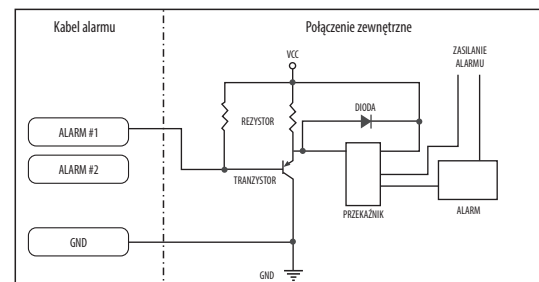 Kabel alarmu
Połączenie zewnętrzne
VCC
ZASILANIE
ALARMU
DIODA
REZYSTOR
ALARM #1
ALARM #2
TRANZYSTOR
PRZEKAŹNIK
ALARM
GND
GND